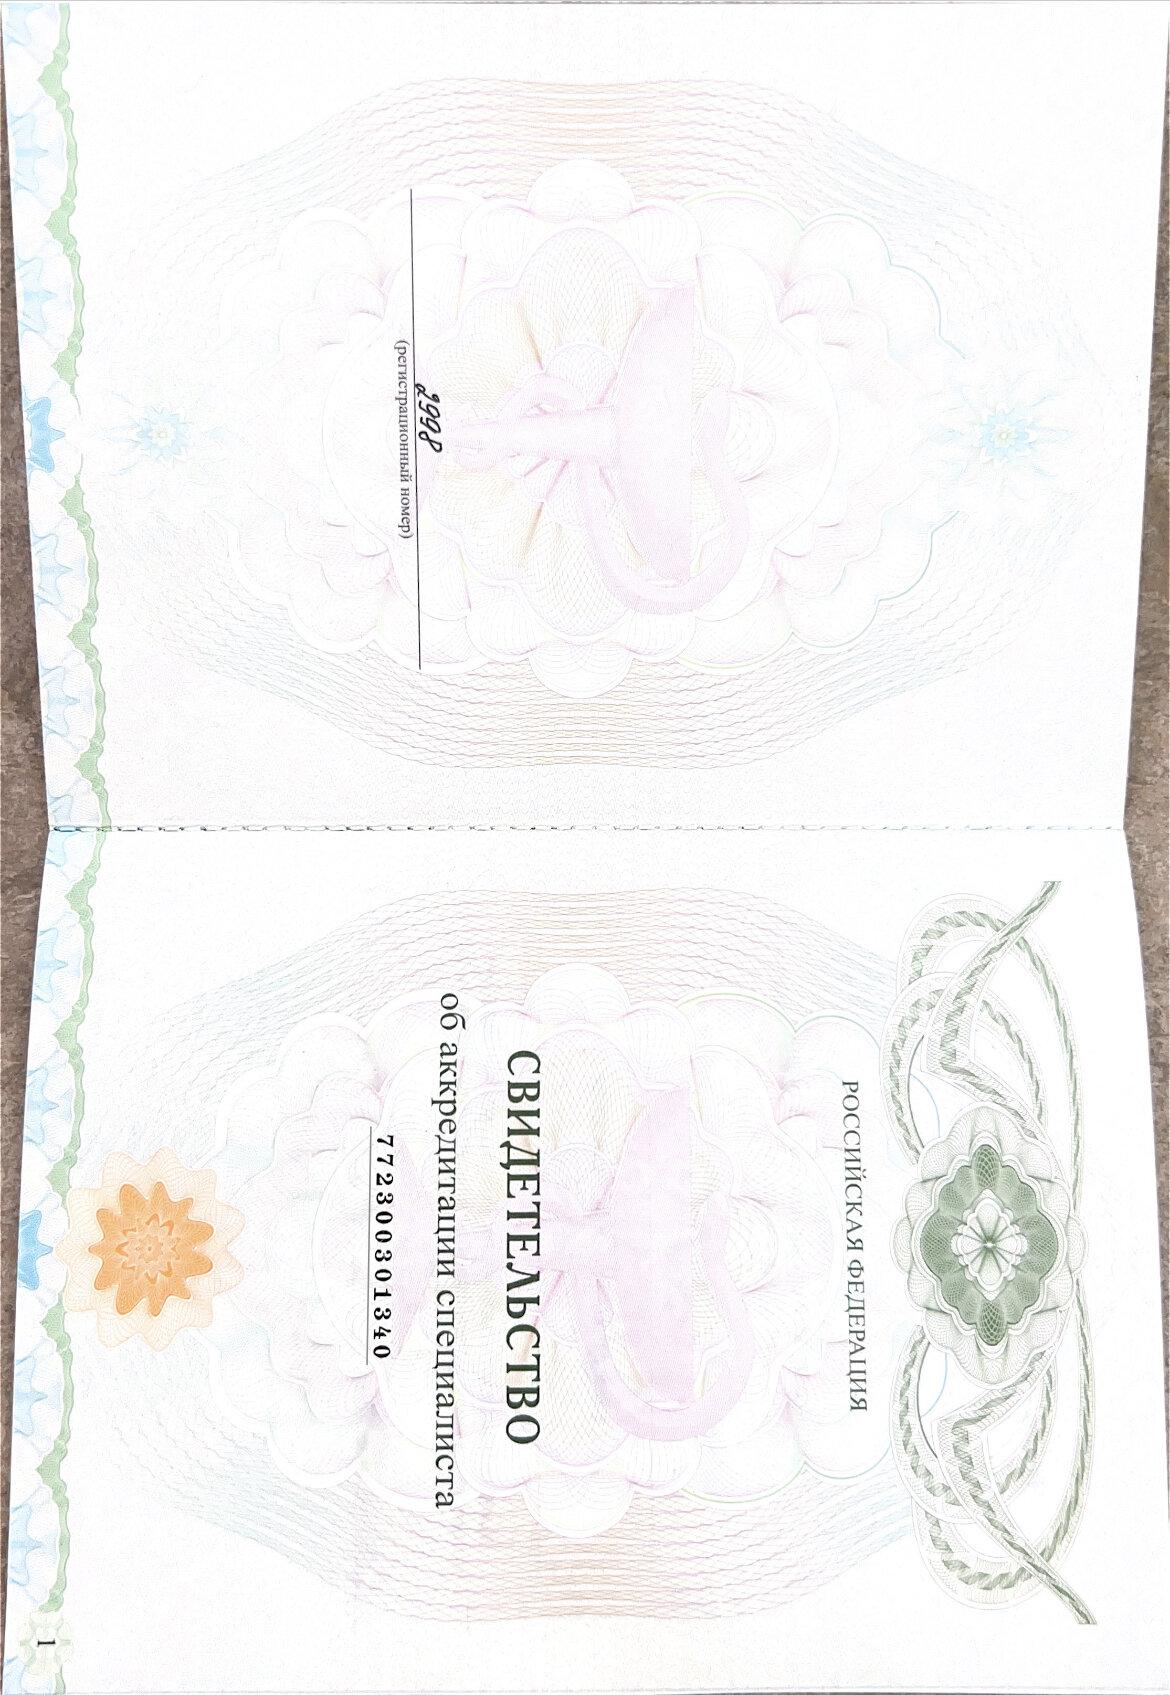 2998
(регистрационный номер)
РОССИЙСКАЯ ФЕДЕРАЦИЯ
СВИДЕТЕЛЬСТВО
об аккредитации специалиста
772300301340
1